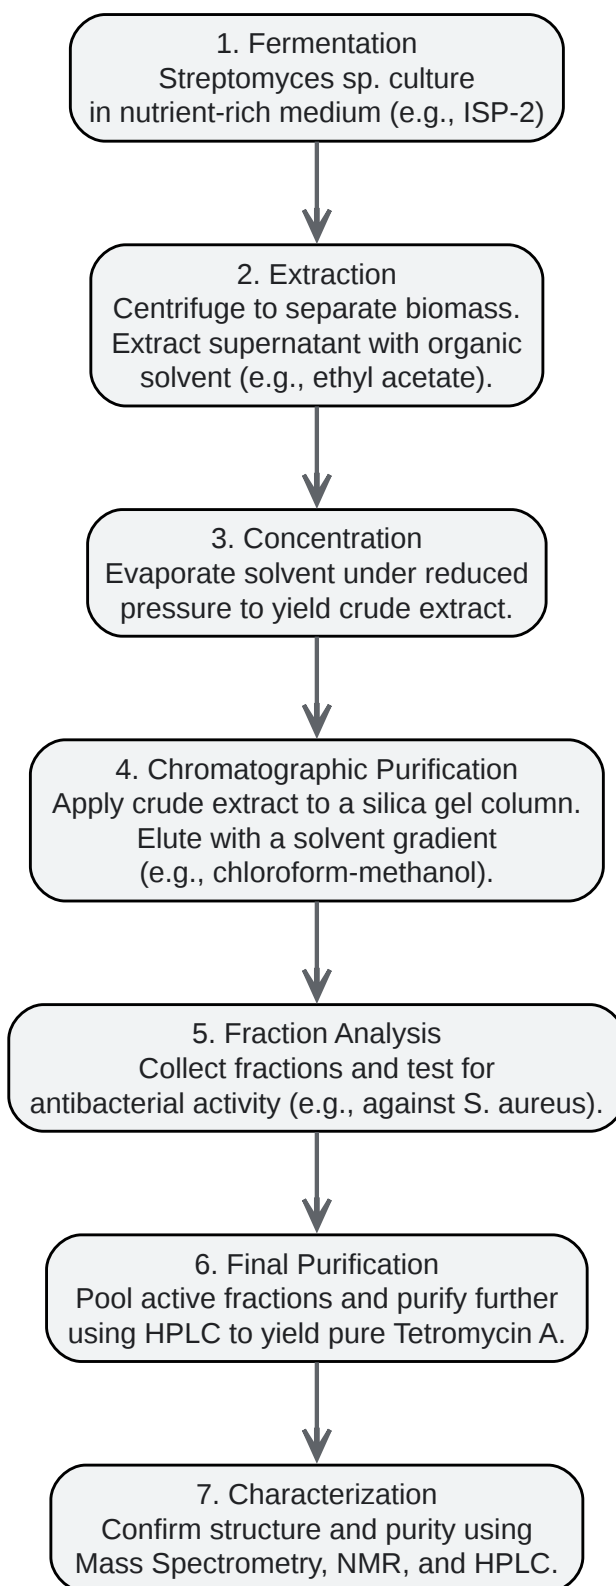 1. Fermentation
Streptomyces sp. culture
in nutrient-rich medium (e.g., ISP-2)
2. Extraction
Centrifuge to separate biomass.
Extract supernatant with organic
solvent (e.g., ethyl acetate).
3. Concentration
Evaporate solvent under reduced
pressure to yield crude extract.
4. Chromatographic Purification
Apply crude extract to a silica gel column.
Elute with a solvent gradient
(e.g., chloroform-methanol).
5. Fraction Analysis
Collect fractions and test for
antibacterial activity (e.g., against S. aureus).
6. Final Purification
Pool active fractions and purify further
using HPLC to yield pure Tetromycin A.
7. Characterization
Confirm structure and purity using
Mass Spectrometry, NMR, and HPLC.